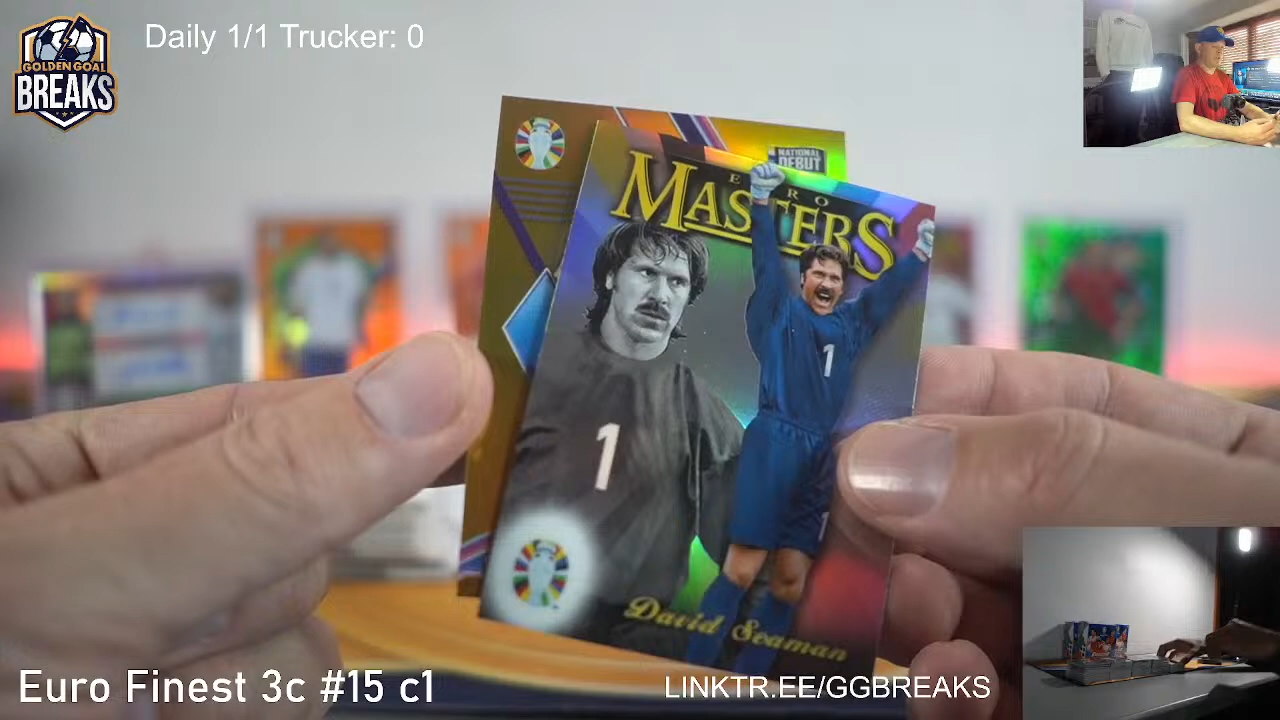 Daily 1/1 Trucker: 0
GOLDEN GOAL
BREAKS
NATIONAL
DEBUT
EURO
MASTERS
1
1
1
David Seaman
Euro Finest 3c #15 c1
LINKTR.EE/GGBREAKS